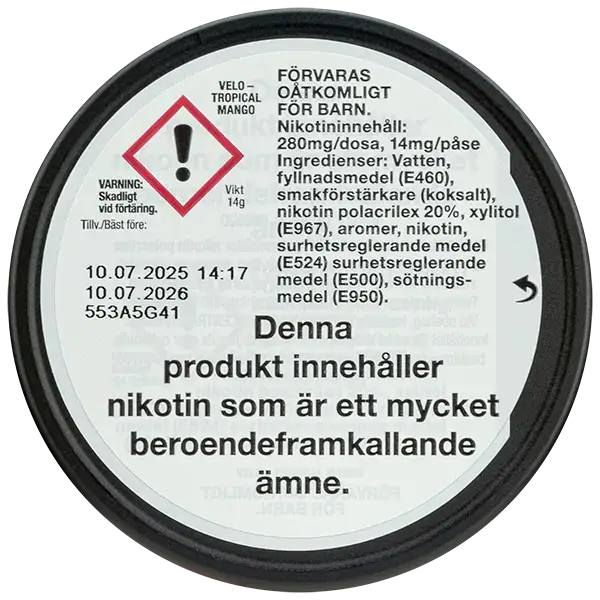 VELO –
TROPICAL
MANGO
VARNING:
Skadligt
vid förtäring.
Vikt
14g
Tillv./Bäst före:
10.07.2025 14:17
10.07.2026
553A5G41
FÖRVARAS
OÅTKOMLIGT
FÖR BARN.
Nikotininnehåll:
280mg/dosa, 14mg/påse
Ingredienser: Vatten,
fyllnadsmedel (E460),
smakförstärkare (koksalt),
nikotin polacrilex 20%, xylitol
(E967), aromer, nikotin,
surhetsreglerande medel
(E524) surhetsreglerande
medel (E500), sötnings-
medel (E950).
Denna
produkt innehåller
nikotin som är ett mycket
beroendeframkallande
ämne.